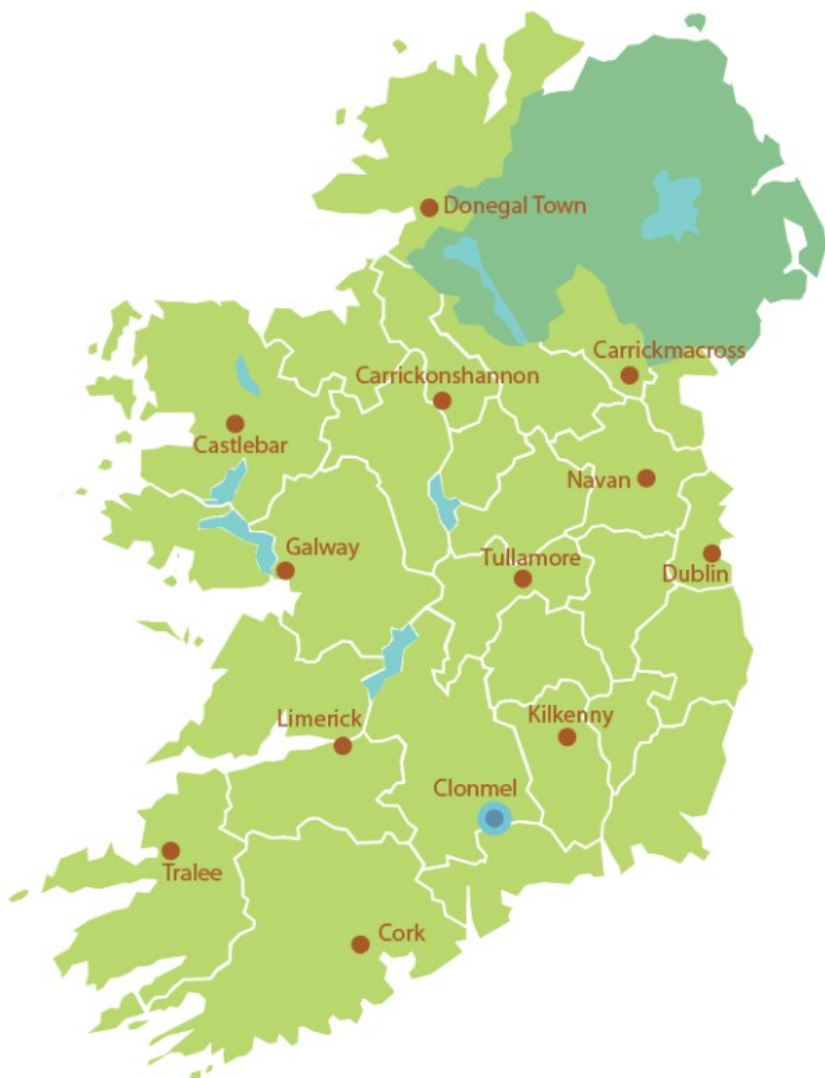 Donegal Town
Carrickmacross
Carrickonshannon
Castlebar
Navan
Galway
Tullamore
Dublin
Limerick
Kilkenny
Clonmel
Tralee
Cork